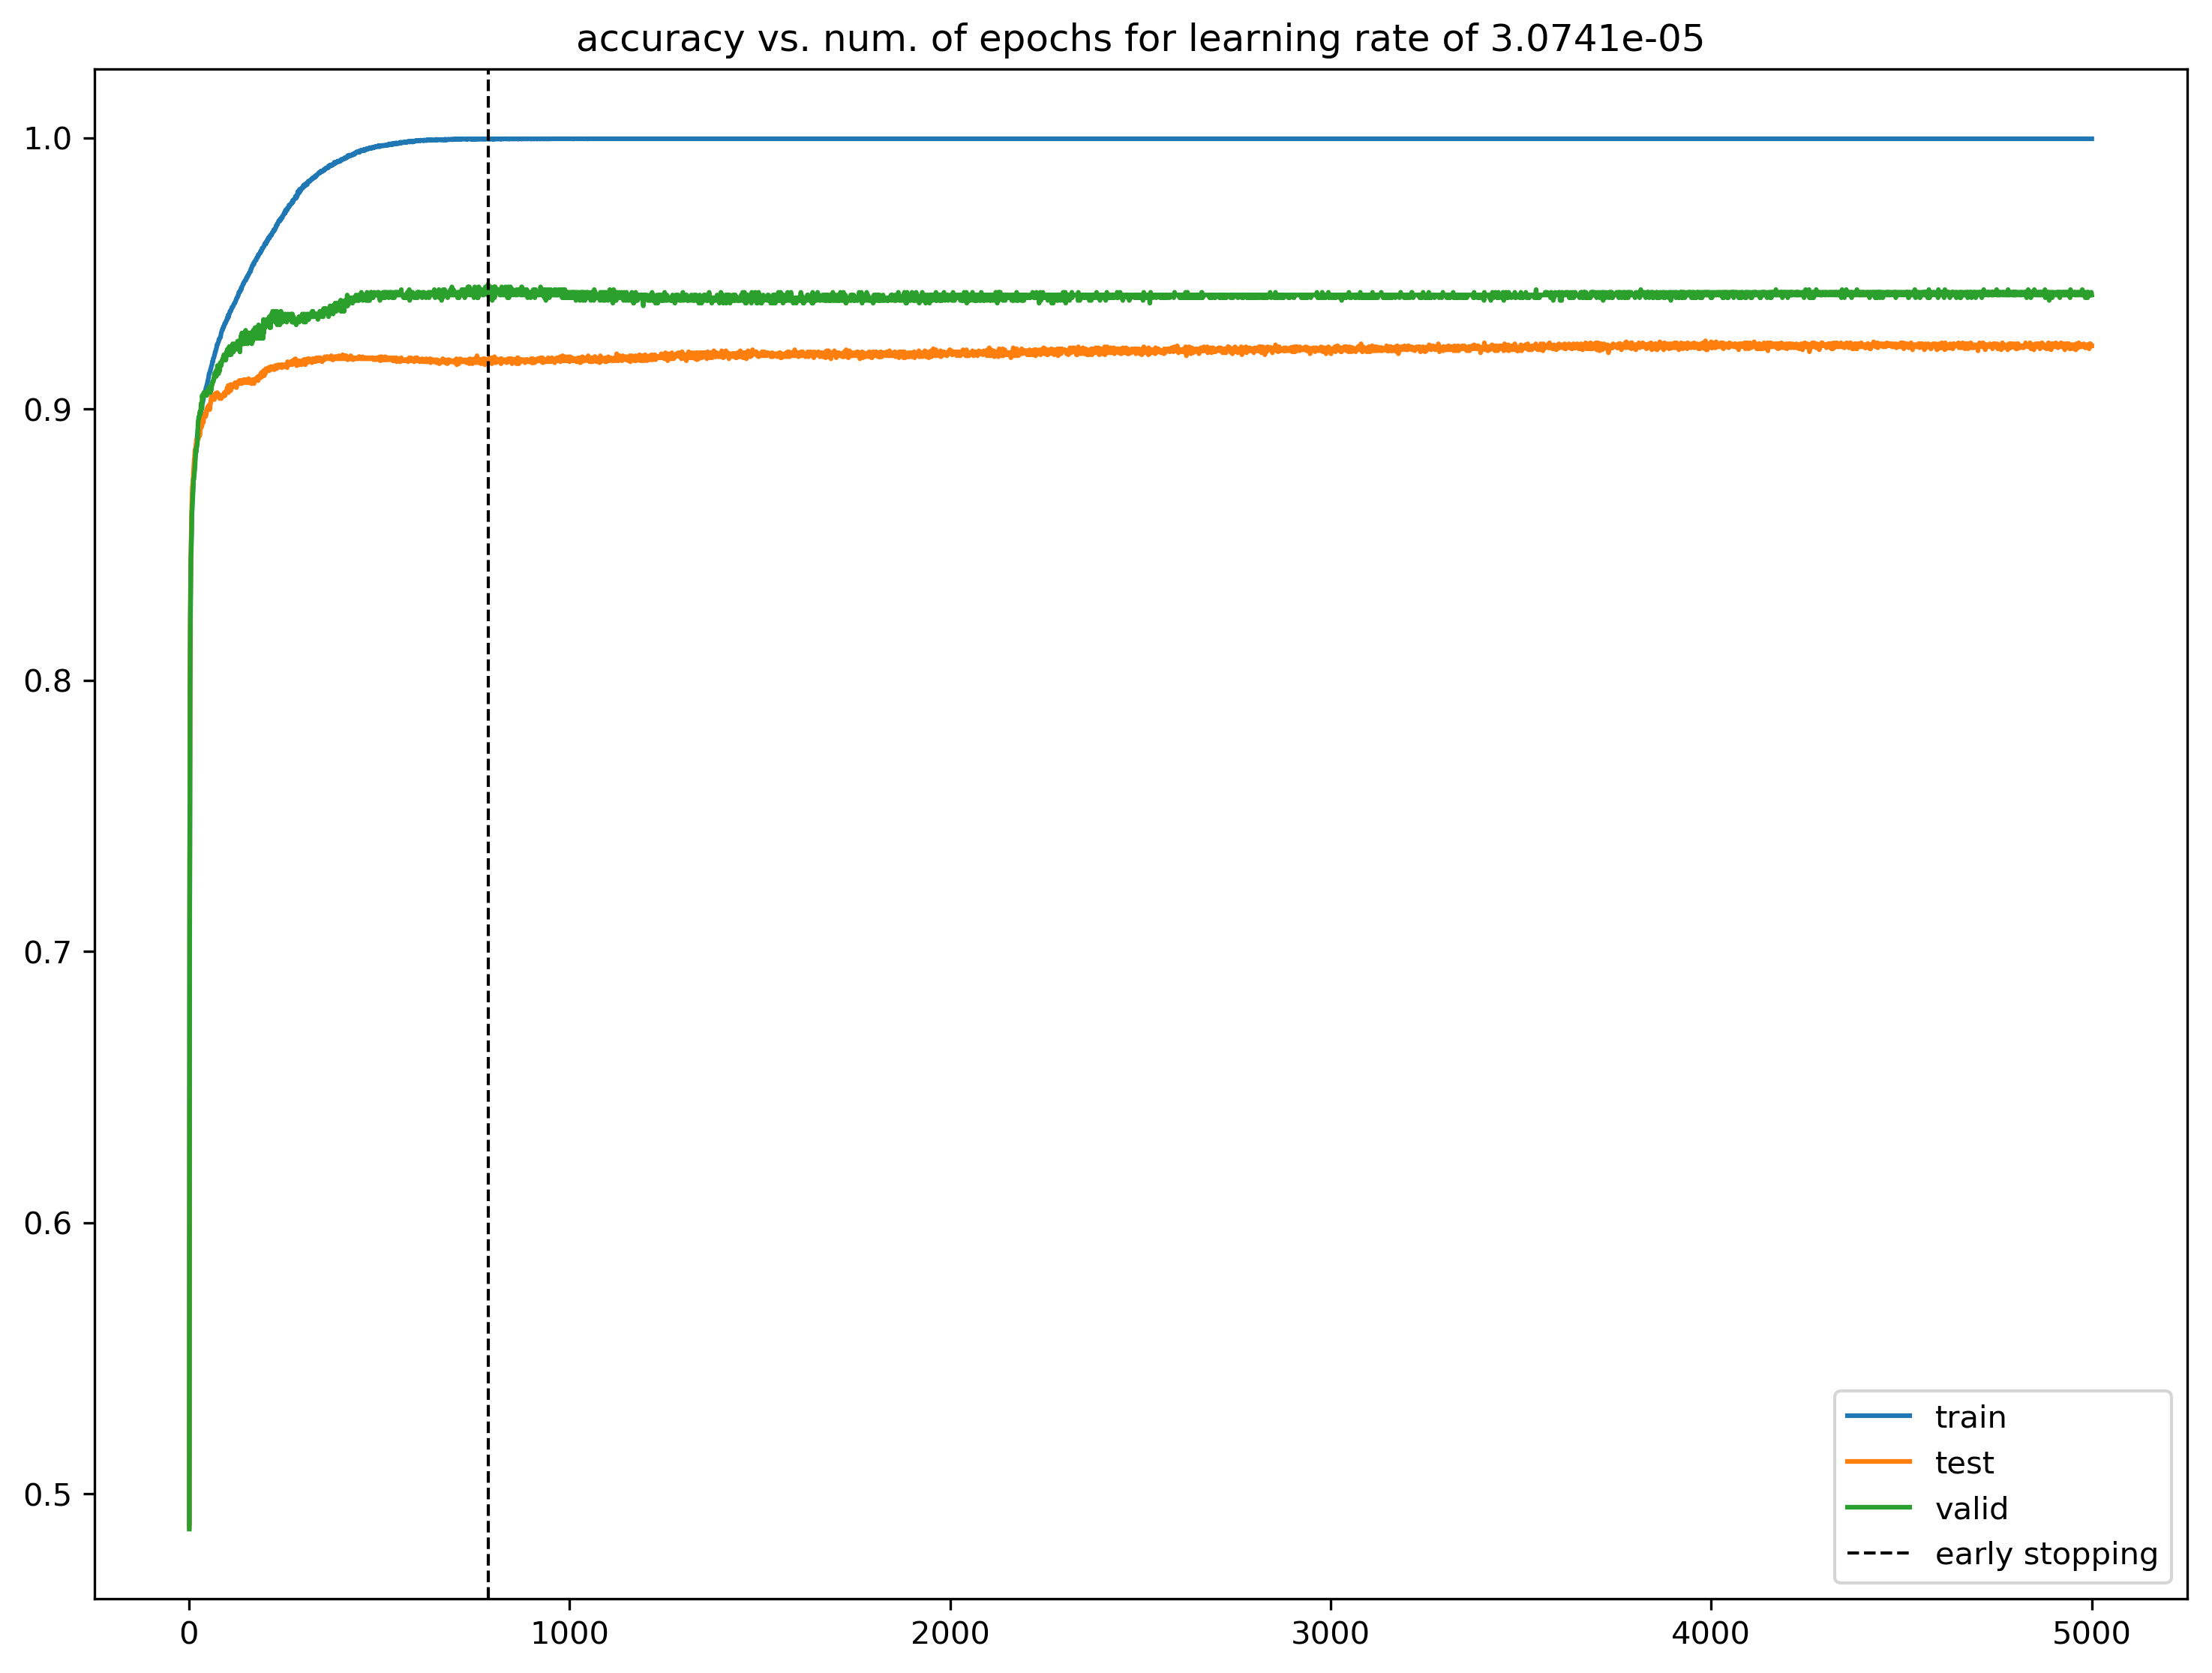 accuracy vs. num. of epochs for learning rate of 3.0741e-05
1.0
0.9
0.8
0.7
0.6
0.5
0
1000
2000
3000
4000
5000
train
test
valid
early stopping